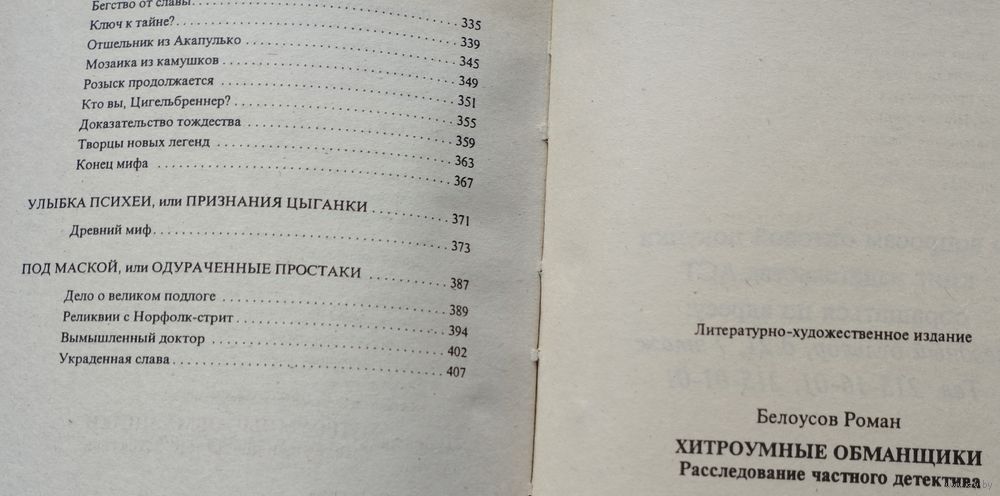 Бегство от славы 335
Ключ к тайне? 339
Отшельник из Акапулько 345
Мозаика из камушков 349
Розыск продолжается 351
Кто вы, Цигельбреннер? 355
Доказательство тождества 359
Творцы новых легенд 363
Конец мифа 367
УЛЫБКА ПСИХЕИ, или ПРИЗНАНИЯ ЦЫГАНКИ 371
Древний миф 373
ПОД МАСКОЙ, или ОДУРАЧЕННЫЕ ПРОСТАКИ 387
Дело о великом подлоге 389
Реликвии с Норфолк-стрит 394
Вымышленный доктор 402
Украденная слава 407
Литературно-художественное издание
Белоусов Роман
ХИТРОУМНЫЕ ОБМАНЩИКИ
Расследование частного детектива